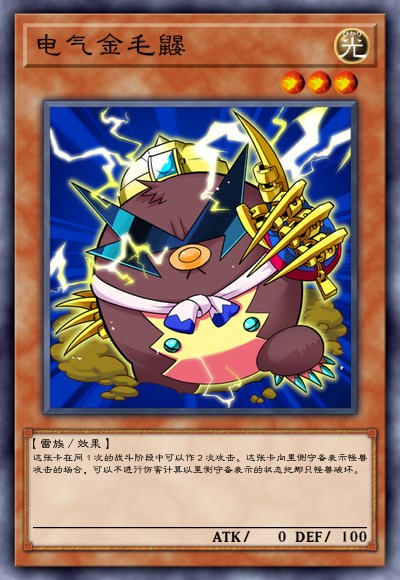 电气金毛鼹
光
ひかり
【雷族／效果】
这张卡在同1次的战斗阶段中可以作2次攻击。这张卡向里侧守备表示怪兽
攻击的场合，可以不进行伤害计算以里侧守备表示的状态把那只怪兽破坏。
ATK/ 0 DEF/ 100